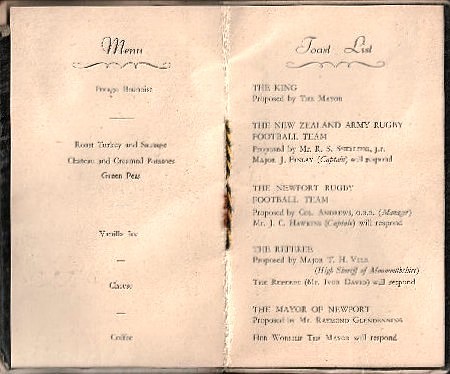 Menu
Potage
Roast Turkey and Sausage
Chateau and Creamed Potatoes
Green Peas
Vanilla Ice
Cheese
Coffee
Toast List
THE KING
Proposed by THE MAYOR
THE NEW ZEALAND ARMY RUGBY
FOOTBALL TEAM
Proposed by MR. R. S. J.P.
MAJOR J. FINLAY (Captain) will respond
THE NEWPORT RUGBY
FOOTBALL TEAM
Proposed by COL. ANDREWS, (Manager)
MR. J. C. HAWKINS (Captain) will respond
THE REFEREE
Proposed by MAJOR T. H. VILE
(High Sheriff of Monmouthshire)
THE REFEREE (MR. IVOR DAVID) will respond
THE MAYOR OF NEWPORT
Proposed by MR. RAYMOND GLENDENNING
HER WORSHIP THE MAYOR will respond